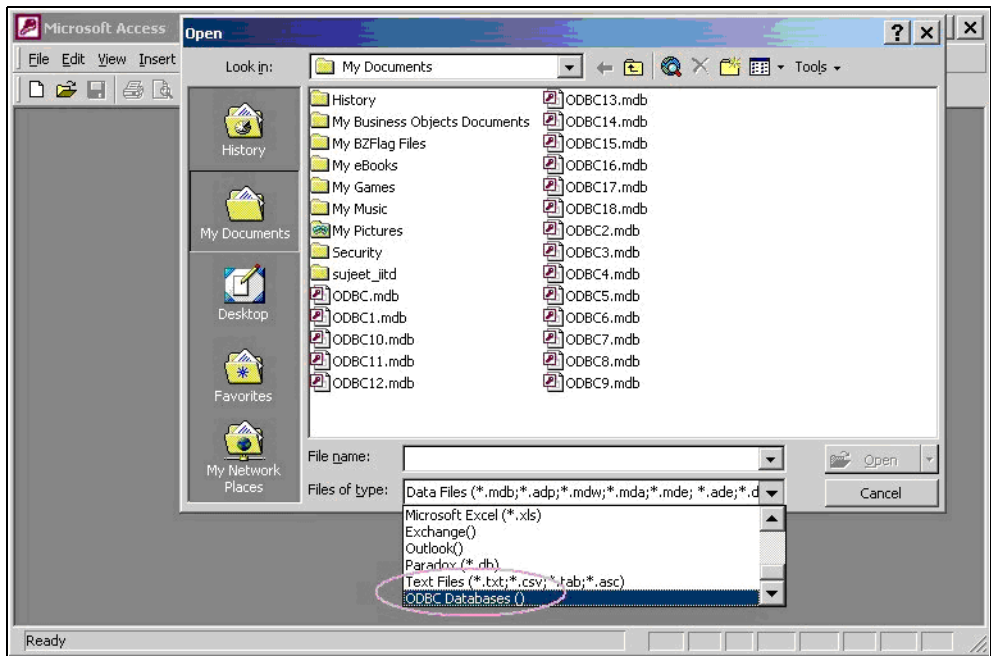 Microsoft Access
Open
File Edit View Insert
Look in:
My Documents
Tools
History
My Documents
Desktop
Favorites
My Network
Places
History
My Business Objects Documents
My BZFlag Files
My eBooks
My Games
My Music
My Pictures
Security
sujeet_iitd
ODBC.mdb
ODBC1.mdb
ODBC10.mdb
ODBC11.mdb
ODBC12.mdb
ODBC13.mdb
ODBC14.mdb
ODBC15.mdb
ODBC16.mdb
ODBC17.mdb
ODBC18.mdb
ODBC2.mdb
ODBC3.mdb
ODBC4.mdb
ODBC5.mdb
ODBC6.mdb
ODBC7.mdb
ODBC8.mdb
ODBC9.mdb
File name:
Open
Files of type:
Data Files (*.mdb;*.adp;*.mdw;*.mda;*.mde; *.ade;*.d
Cancel
Microsoft Excel (*.xls)
Exchange()
Outlook()
Paradox (*.db)
Text Files (*.txt;*.csv;*.tab;*.asc)
ODBC Databases ()
Ready